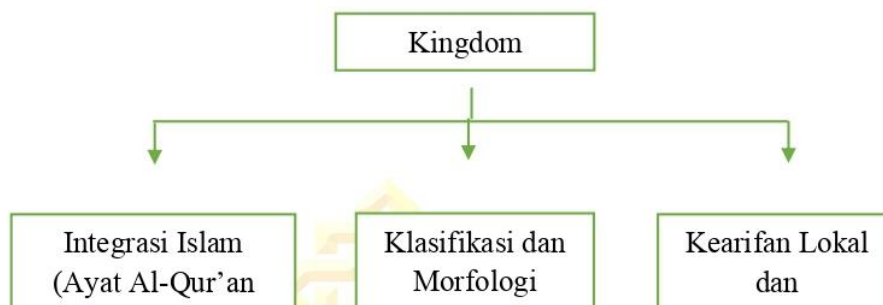 Kingdom
Integrasi Islam
(Ayat Al-Qur'an
Klasifikasi dan
Morfologi
Kearifan Lokal
dan